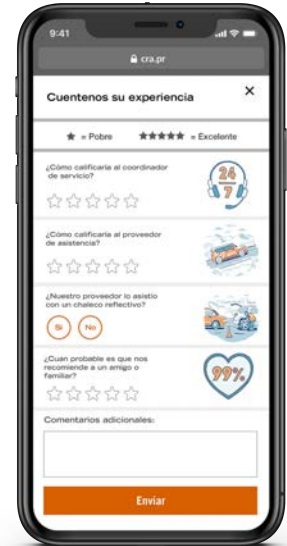 9:41
cra.pr
Cuentenos su experiencia
×
= Pobre
= Excelente
¿Cómo calificaría al coordinador
de servicio?
24
7
¿Cómo calificaría al proveedor
de asistencia?
¿Nuestro proveedor lo asistio
con un chaleco reflectivo?
Si
No
¿Cuan probable es que nos
recomiende a un amigo o
familiar?
99%
Comentarios adicionales:
Enviar